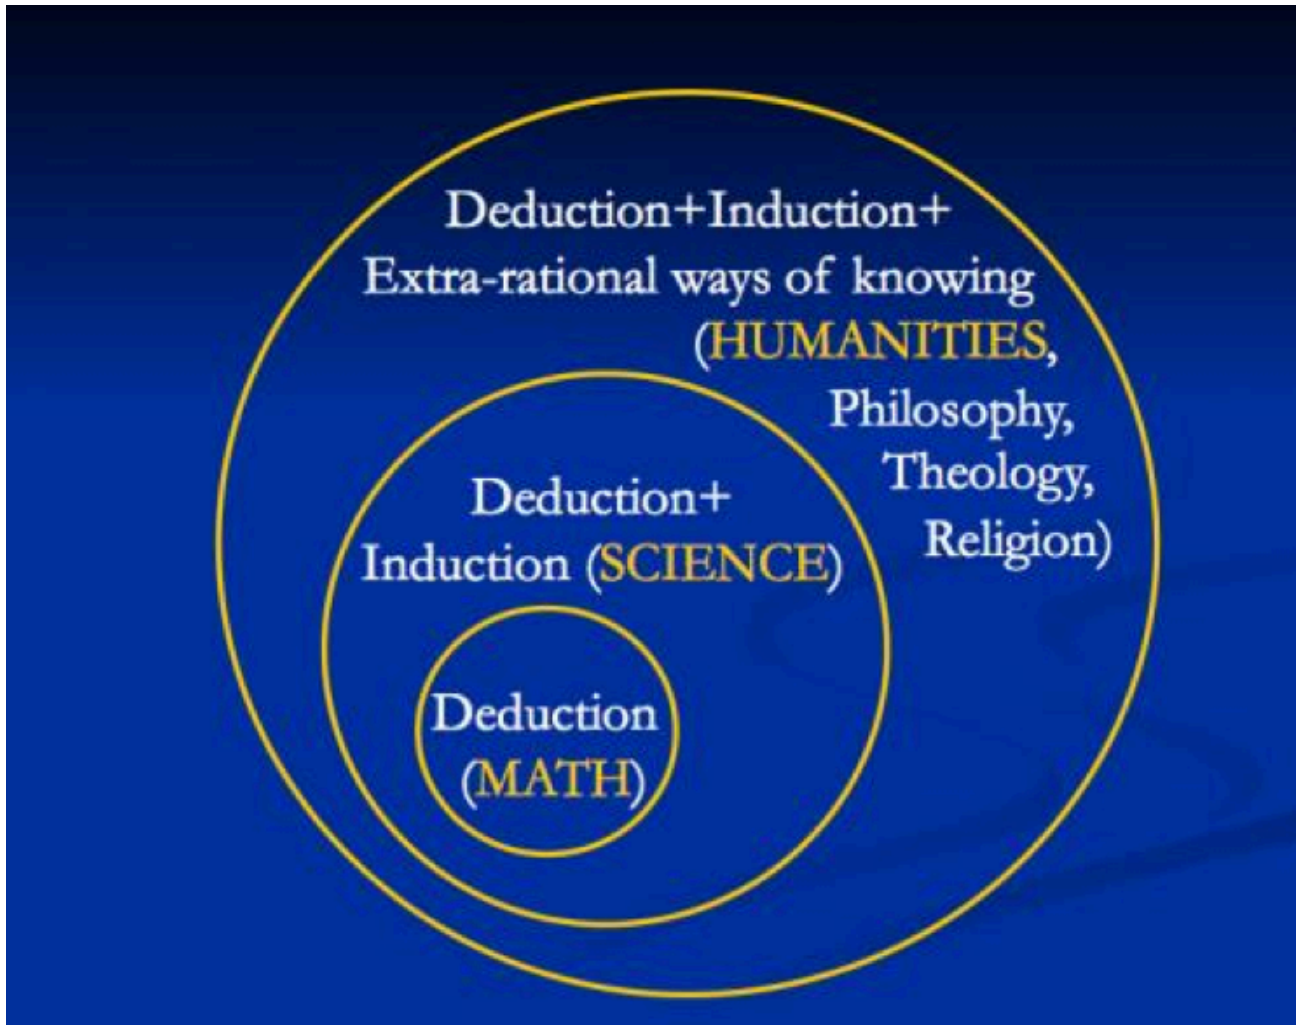 Deduction+Induction+
Extra-rational ways of knowing
(HUMANITIES,
Philosophy,
Theology,
Religion)
Deduction+
Induction (SCIENCE)
Deduction
(MATH)